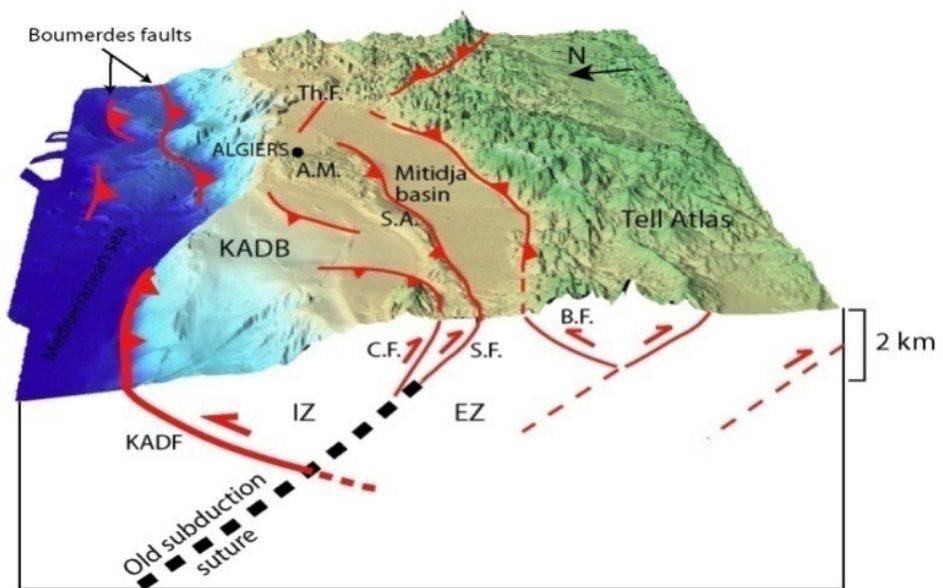 Boumerdes faults
N
Th.F.
ALGIERS
A.M.
Mitidja
basin
S.A.
Tell Atlas
KADB
Mediterranean sea
B.F.
C.F.
S.F.
2 km
IZ
EZ
KADF
Old subduction
suture